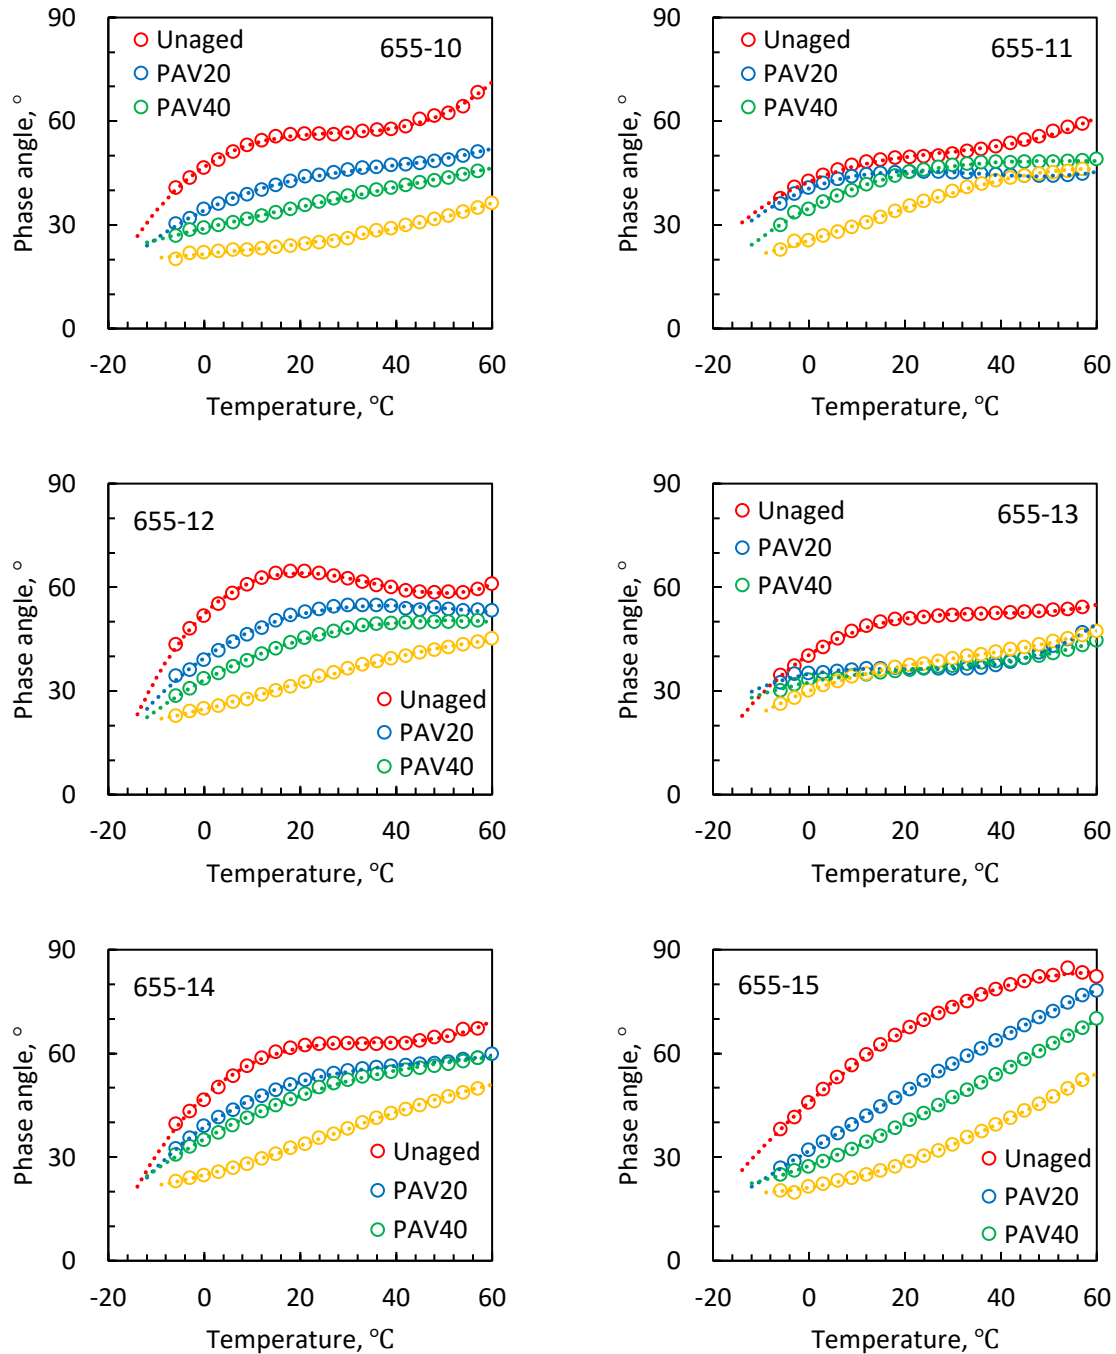 90
60
30
0
-20 0 20 40 60
Phase angle, °
Temperature, ℃
Unaged
PAV20
PAV40
655-10
90
60
30
0
-20 0 20 40 60
Phase angle, °
Temperature, ℃
Unaged
PAV20
PAV40
655-11
90
60
30
0
-20 0 20 40 60
Phase angle, °
Temperature, ℃
655-12
Unaged
PAV20
PAV40
90
60
30
0
-20 0 20 40 60
Phase angle, °
Temperature, ℃
Unaged
PAV20
PAV40
655-13
90
60
30
0
-20 0 20 40 60
Phase angle, °
Temperature, ℃
655-14
Unaged
PAV20
PAV40
90
60
30
0
-20 0 20 40 60
Phase angle, °
Temperature, ℃
655-15
Unaged
PAV20
PAV40